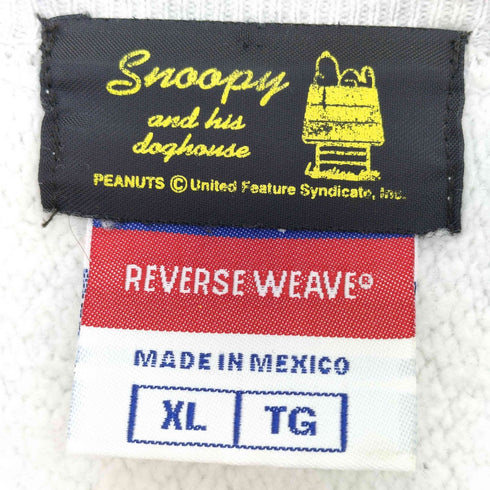 Snoopy
and his
doghouse
PEANUTS © United Feature Syndicate, Inc.
REVERSE WEAVE®
MADE IN MEXICO
XL TG